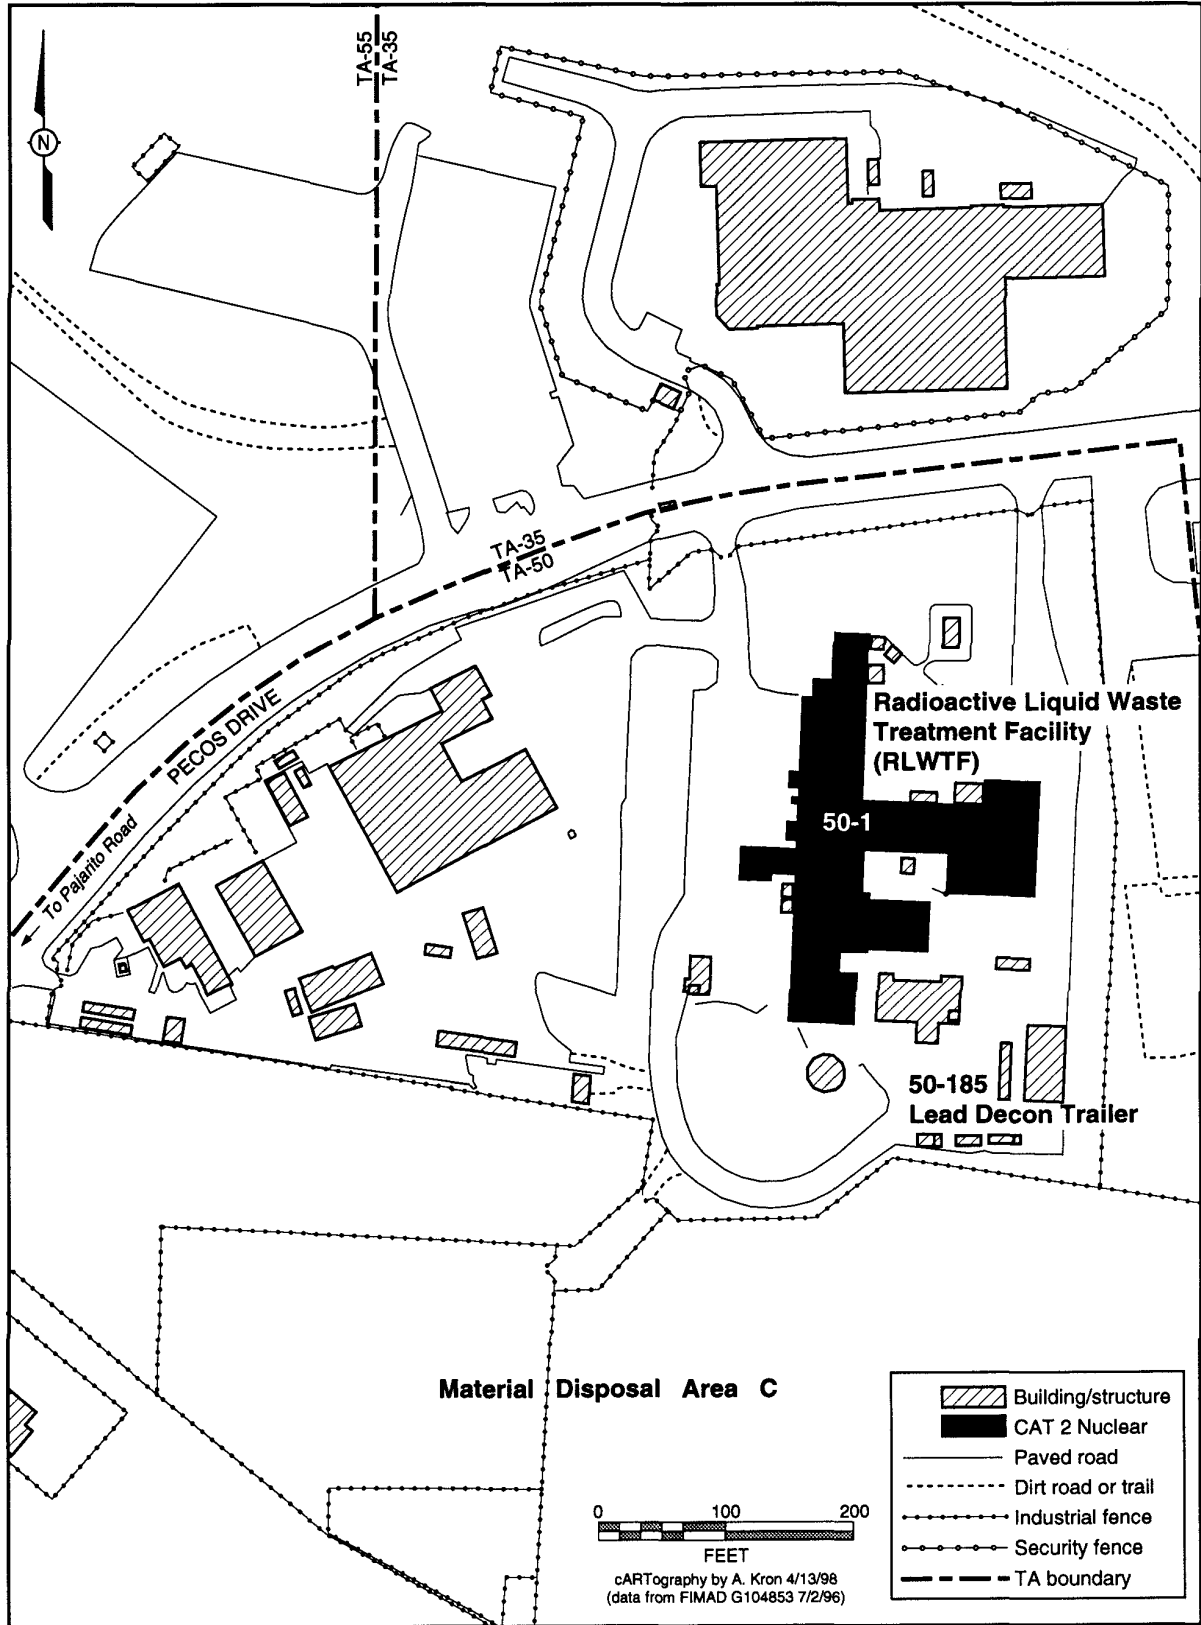 TA-55
TA-35
N
TA-35
TA-50
PECOS DRIVE
To Pajarito Road
Radioactive Liquid Waste
Treatment Facility
(RLWTF)
50-1
50-185
Lead Decon Trailer
Material Disposal Area C
0 100 200
FEET
cARTography by A. Kron 4/13/98
(data from FIMAD G104853 7/2/96)
Building/structure
CAT 2 Nuclear
Paved road
Dirt road or trail
Industrial fence
Security fence
TA boundary